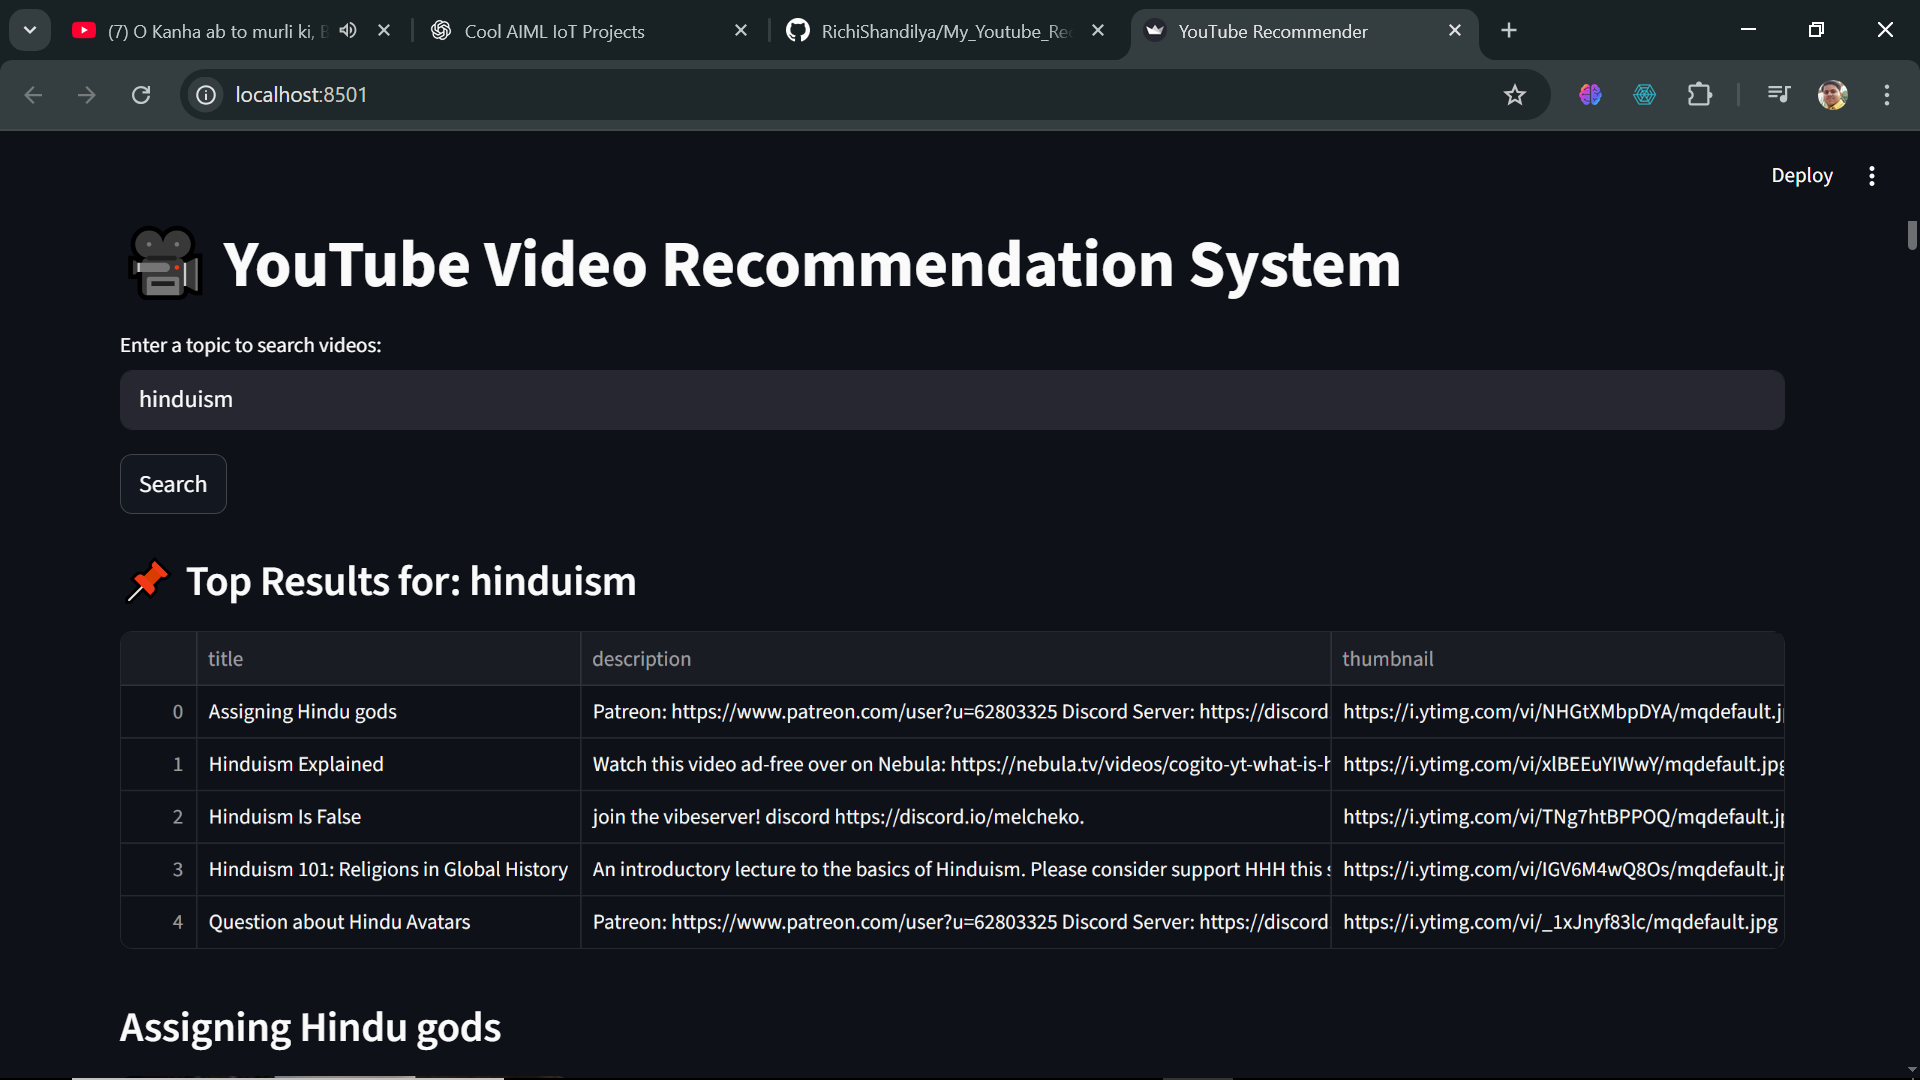 (7) O Kanha ab to murli ki,
Cool AIML IoT Projects
RichiShandilya/My_Youtube_Re
YouTube Recommender
localhost:8501
Deploy
YouTube Video Recommendation System
Enter a topic to search videos:
hinduism
Search
Top Results for: hinduism
title description thumbnail
0 Assigning Hindu gods Patreon: https://www.patreon.com/user?u=62803325 Discord Server: https://discord. https://i.ytimg.com/vi/NHGtXMbpDYA/mqdefault.j
1 Hinduism Explained Watch this video ad-free over on Nebula: https://nebula.tv/videos/cogito-yt-what-is-h https://i.ytimg.com/vi/xlBEEuYIWwY/mqdefault.jpg
2 Hinduism Is False join the vibeserver! discord https://discord.io/melcheko. https://i.ytimg.com/vi/TNg7htBPPOQ/mqdefault.jp
3 Hinduism 101: Religions in Global History An introductory lecture to the basics of Hinduism. Please consider support HHH this s https://i.ytimg.com/vi/IGV6M4wQ8Os/mqdefault.jp
4 Question about Hindu Avatars Patreon: https://www.patreon.com/user?u=62803325 Discord Server: https://discord. https://i.ytimg.com/vi/_1xJnyf83lc/mqdefault.jpg
Assigning Hindu gods